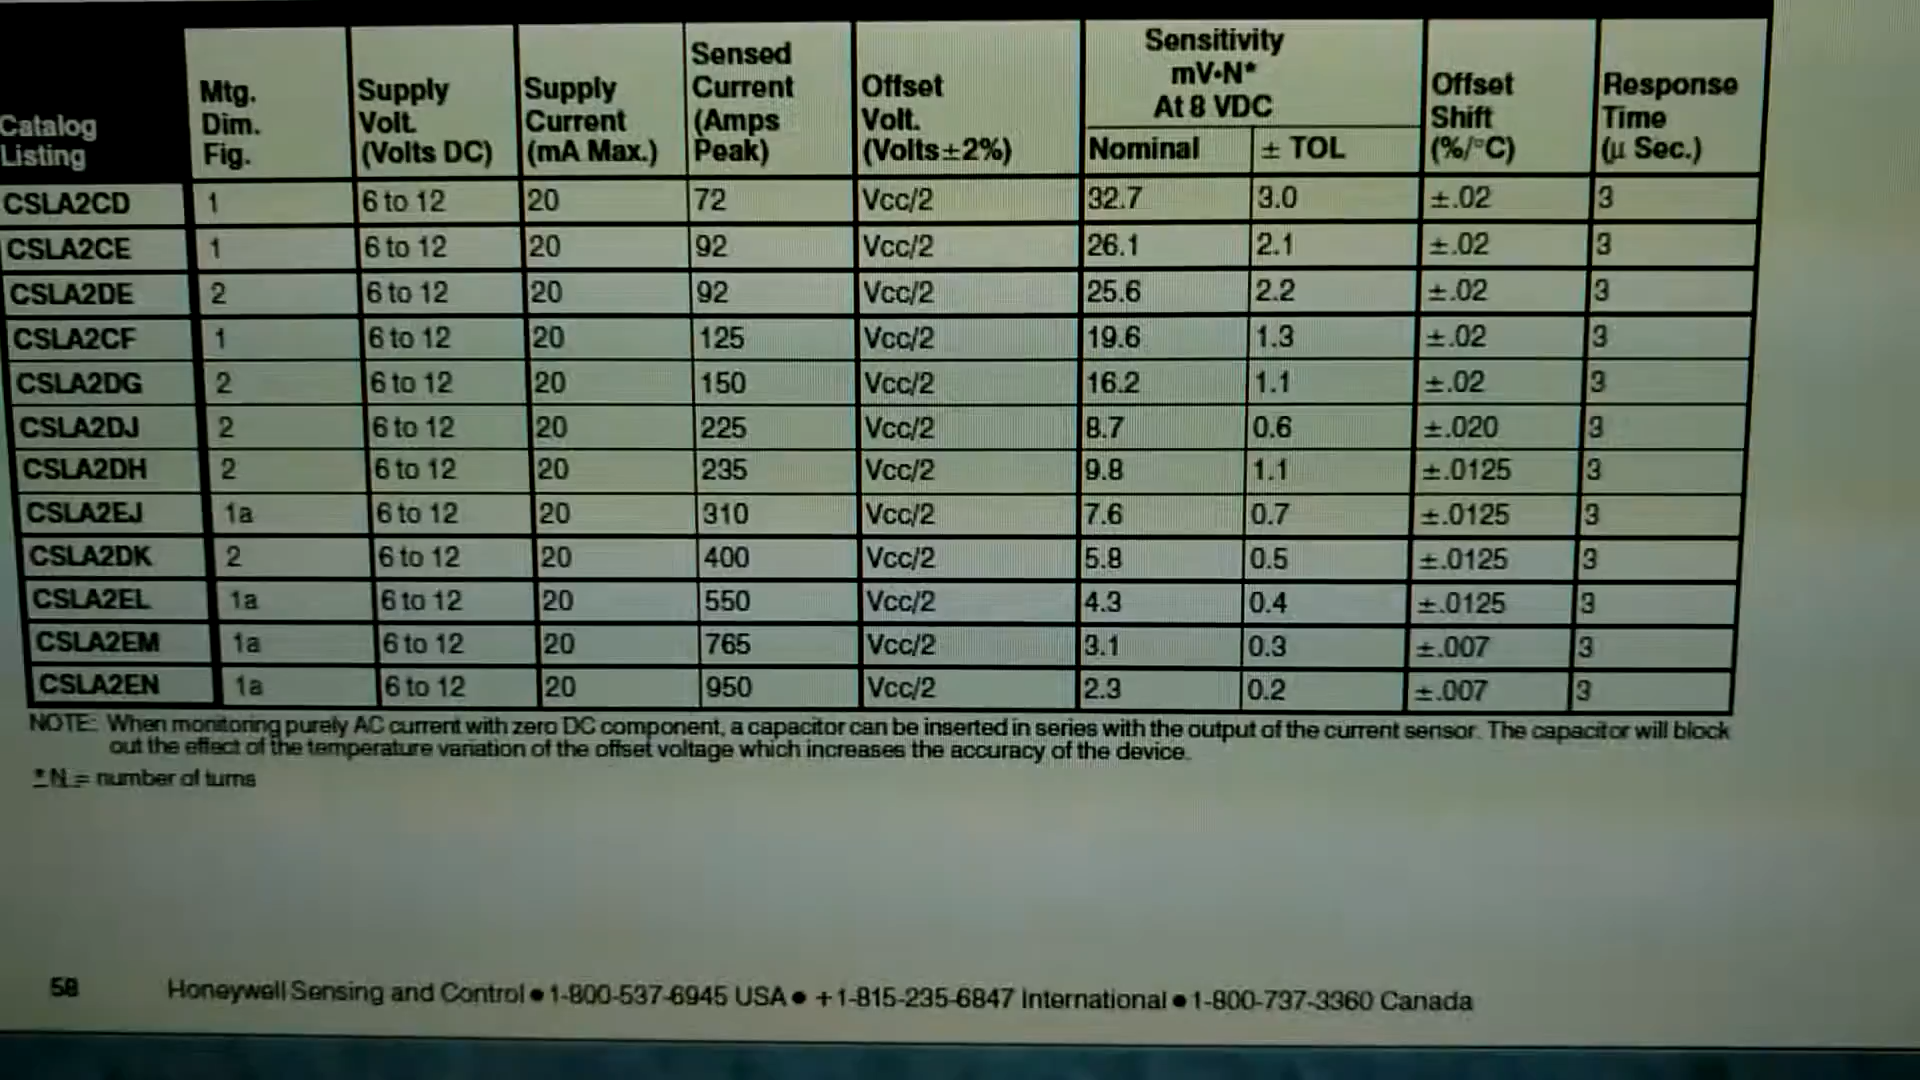 Catalog Listing | Mtg. Dim. Fig. | Supply Volt. (Volts DC) | Supply Current (mA Max.) | Sensed Current (Amps Peak) | Offset Volt. (Volts±2%) | Sensitivity mV•N* At 8 VDC Nominal | ± TOL | Offset Shift (%/°C) | Response Time (µ Sec.)
CSLA2CD | 1 | 6 to 12 | 20 | 72 | Vcc/2 | 32.7 | 3.0 | ±.02 | 3
CSLA2CE | 1 | 6 to 12 | 20 | 92 | Vcc/2 | 26.1 | 2.1 | ±.02 | 3
CSLA2DE | 2 | 6 to 12 | 20 | 92 | Vcc/2 | 25.6 | 2.2 | ±.02 | 3
CSLA2CF | 1 | 6 to 12 | 20 | 125 | Vcc/2 | 19.6 | 1.3 | ±.02 | 3
CSLA2DG | 2 | 6 to 12 | 20 | 150 | Vcc/2 | 16.2 | 1.1 | ±.02 | 3
CSLA2DJ | 2 | 6 to 12 | 20 | 225 | Vcc/2 | 8.7 | 0.6 | ±.020 | 3
CSLA2DH | 2 | 6 to 12 | 20 | 235 | Vcc/2 | 9.8 | 1.1 | ±.0125 | 3
CSLA2EJ | 1a | 6 to 12 | 20 | 310 | Vcc/2 | 7.6 | 0.7 | ±.0125 | 3
CSLA2DK | 2 | 6 to 12 | 20 | 400 | Vcc/2 | 5.8 | 0.5 | ±.0125 | 3
CSLA2EL | 1a | 6 to 12 | 20 | 550 | Vcc/2 | 4.3 | 0.4 | ±.0125 | 3
CSLA2EM | 1a | 6 to 12 | 20 | 765 | Vcc/2 | 3.1 | 0.3 | ±.007 | 3
CSLA2EN | 1a | 6 to 12 | 20 | 950 | Vcc/2 | 2.3 | 0.2 | ±.007 | 3
NOTE: When monitoring purely AC current with zero DC component, a capacitor can be inserted in series with the output of the current sensor. The capacitor will block
out the effect of the temperature variation of the offset voltage which increases the accuracy of the device.
* N = number of turns
58 Honeywell Sensing and Control ● 1-800-537-6945 USA ● +1-815-235-6847 International ● 1-800-737-3360 Canada